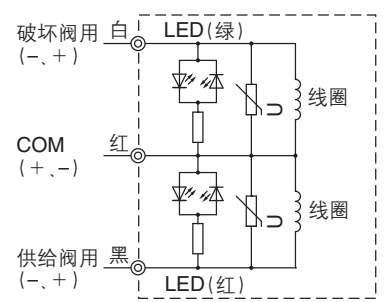 破坏阀用 白 LED(绿)
(−、+)
U 线圈
COM 红
(+、−)
U 线圈
供给阀用 黑
(−、+) LED(红)